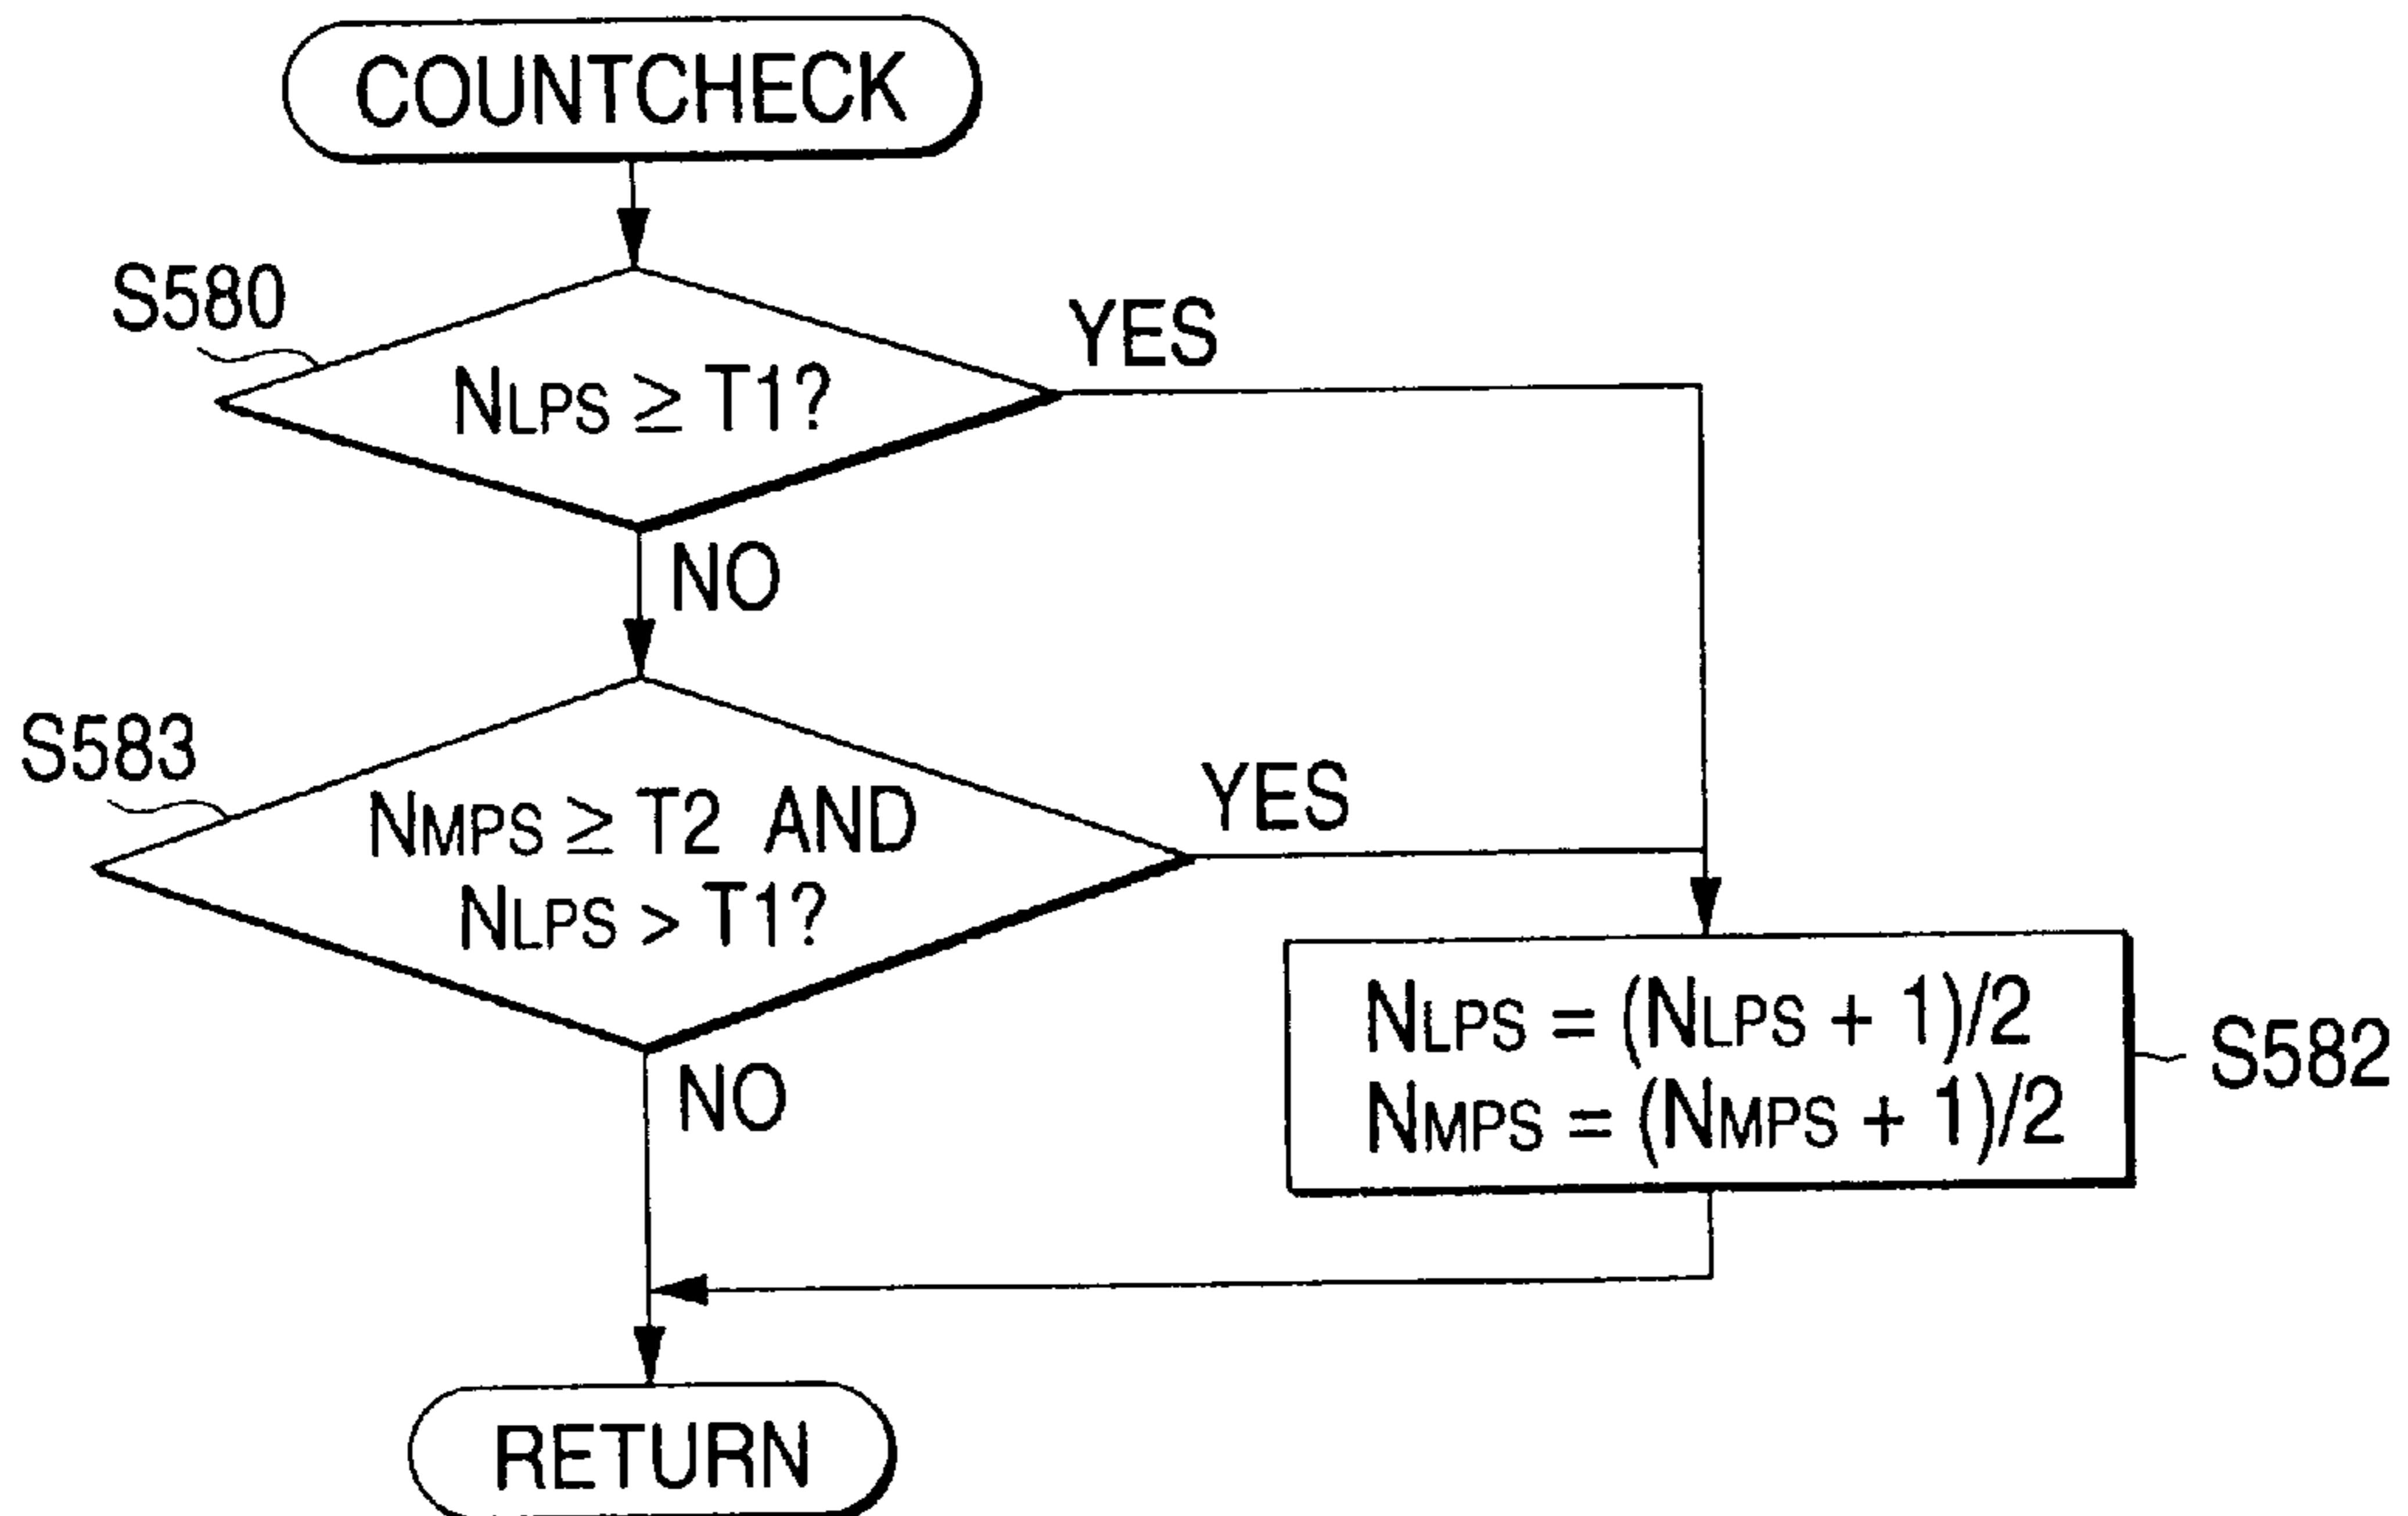 COUNTCHECK
S580
NLPS ≥ T1?
YES
NO
S583
NMPS ≥ T2 AND
NLPS > T1?
YES
NO
NLPS = (NLPS + 1)/2
NMPS = (NMPS + 1)/2
S582
RETURN